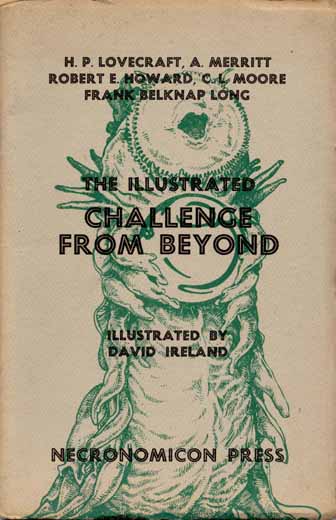 H. P. LOVECRAFT, A. MERRITT
ROBERT E. HOWARD, C. L. MOORE
FRANK BELKNAP LONG
THE ILLUSTRATED
CHALLENGE
FROM BEYOND
ILLUSTRATED BY
DAVID IRELAND
NECRONOMICON PRESS